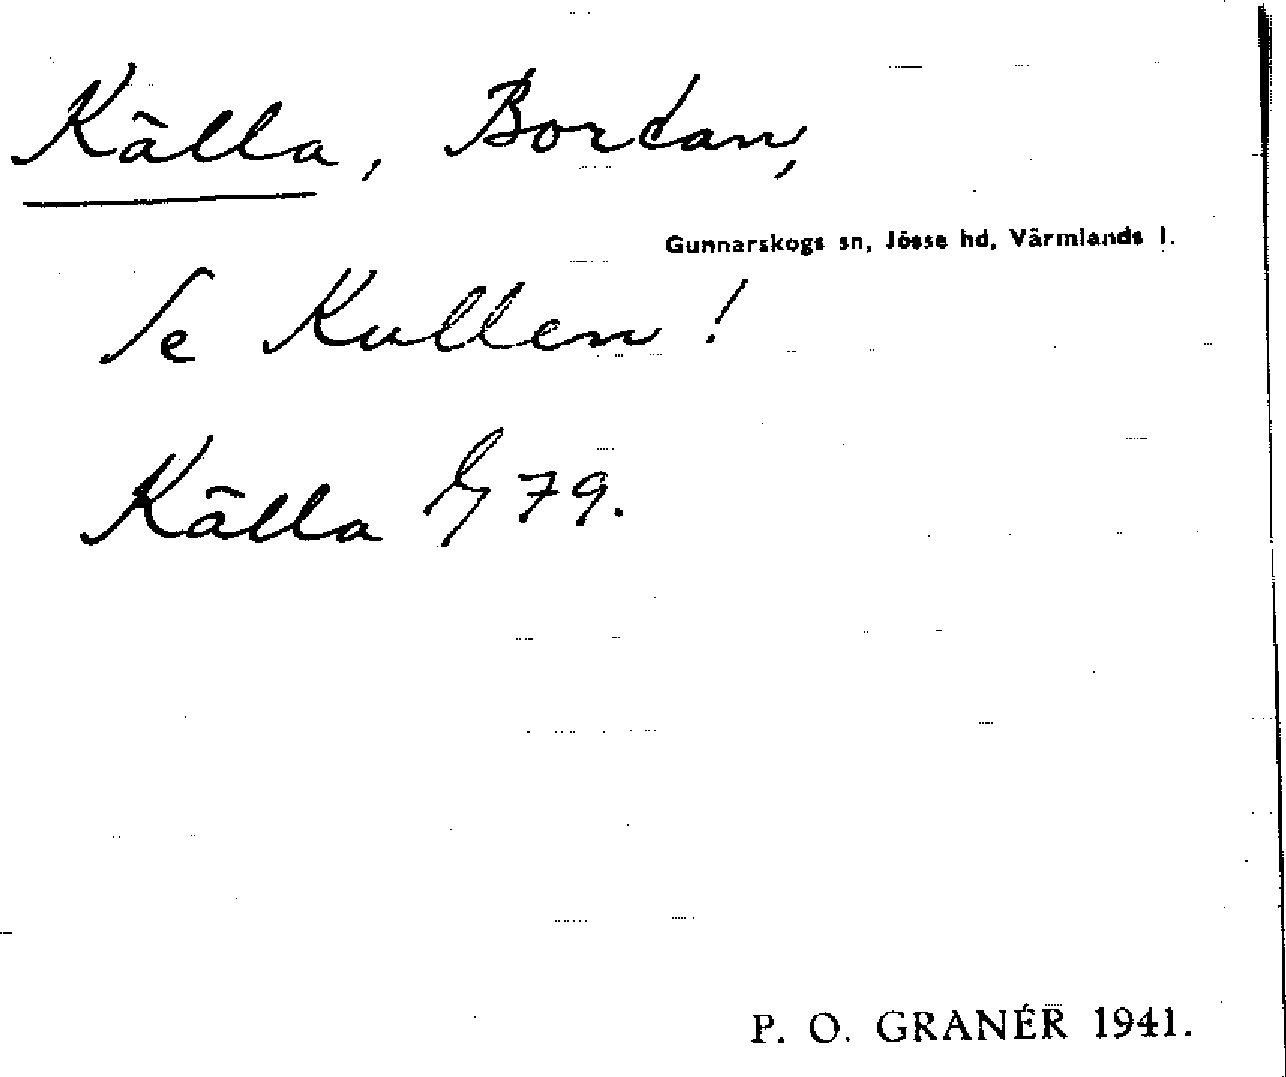 Källa, Bordan,
Gunnarskogs sn, Jösse hd, Värmlands l.
Se Kullen!
Källa 79.
P. O. GRANÉR 1941.